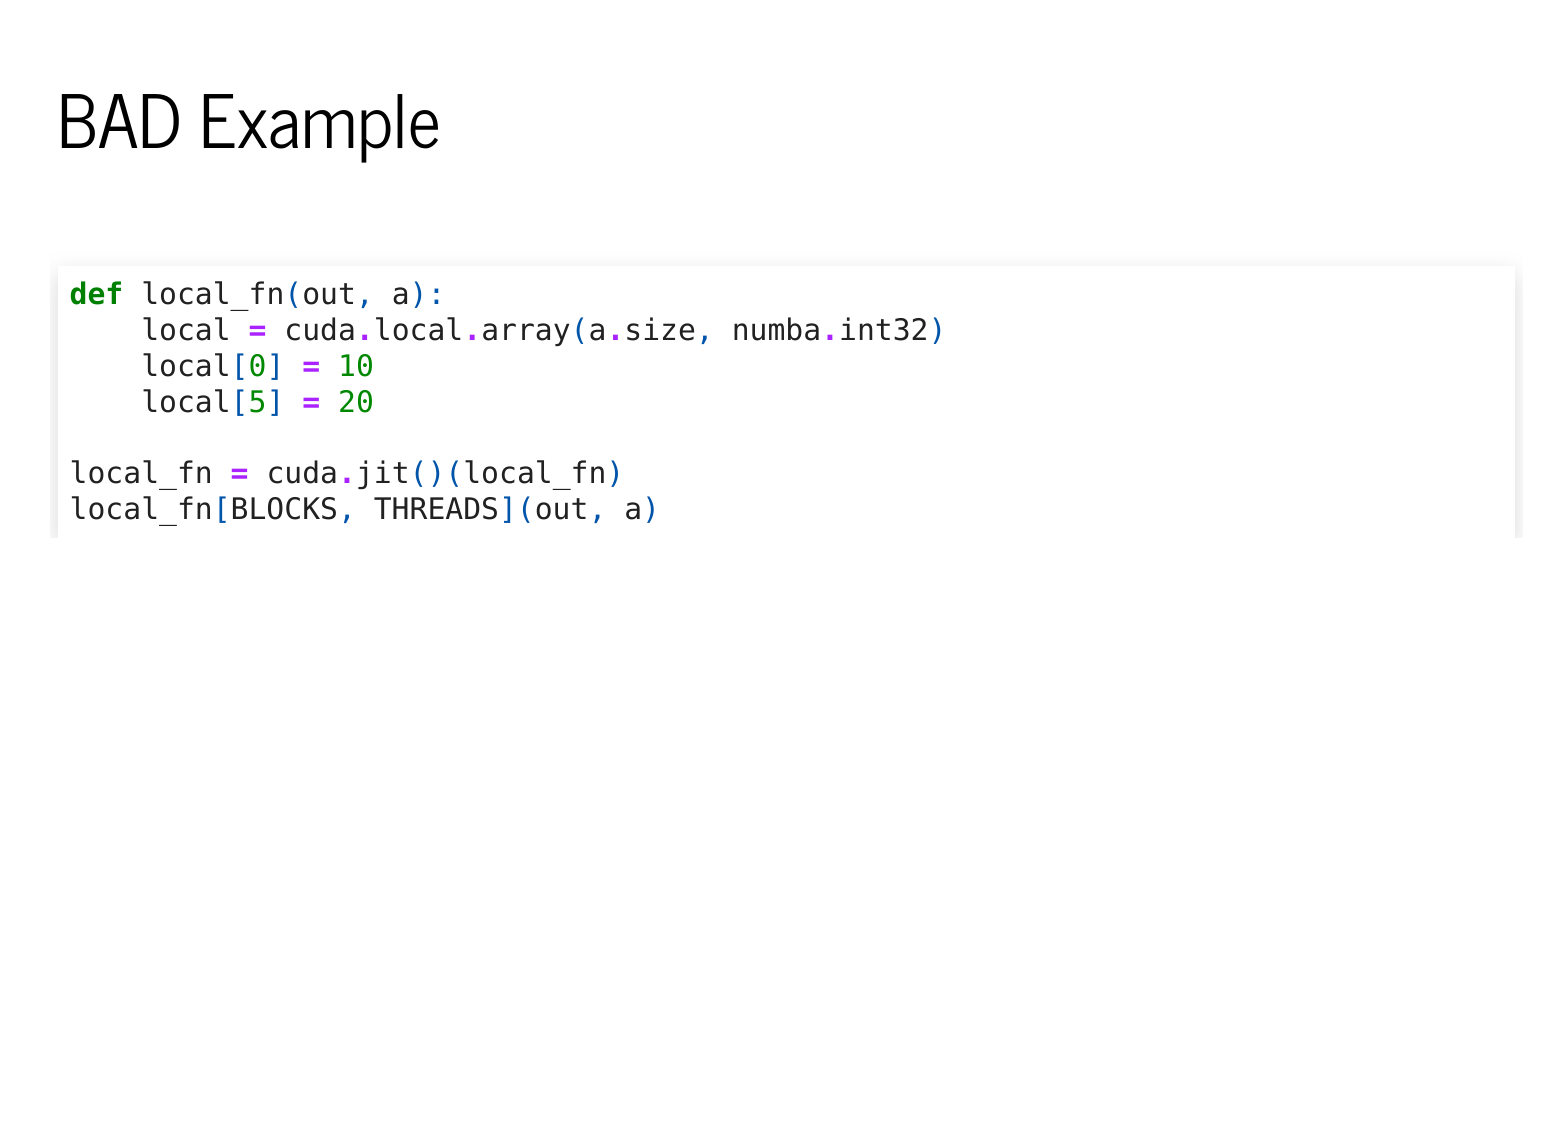 BAD Example
def local_fn(out, a):
    local = cuda.local.array(a.size, numba.int32)
    local[0] = 10
    local[5] = 20

local_fn = cuda.jit()(local_fn)
local_fn[BLOCKS, THREADS](out, a)